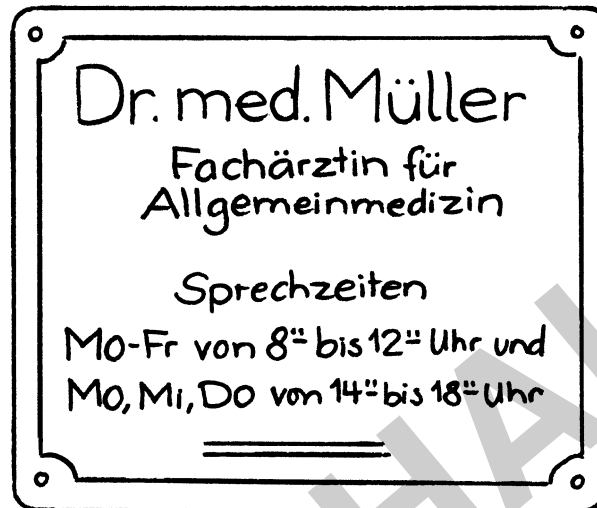 Dr. med. Müller
Fachärztin für
Allgemeinmedizin
Sprechzeiten
Mo-Fr von 8⁰⁰ bis 12⁰⁰ Uhr und
Mo, Mi, Do von 14⁰⁰ bis 18⁰⁰ Uhr